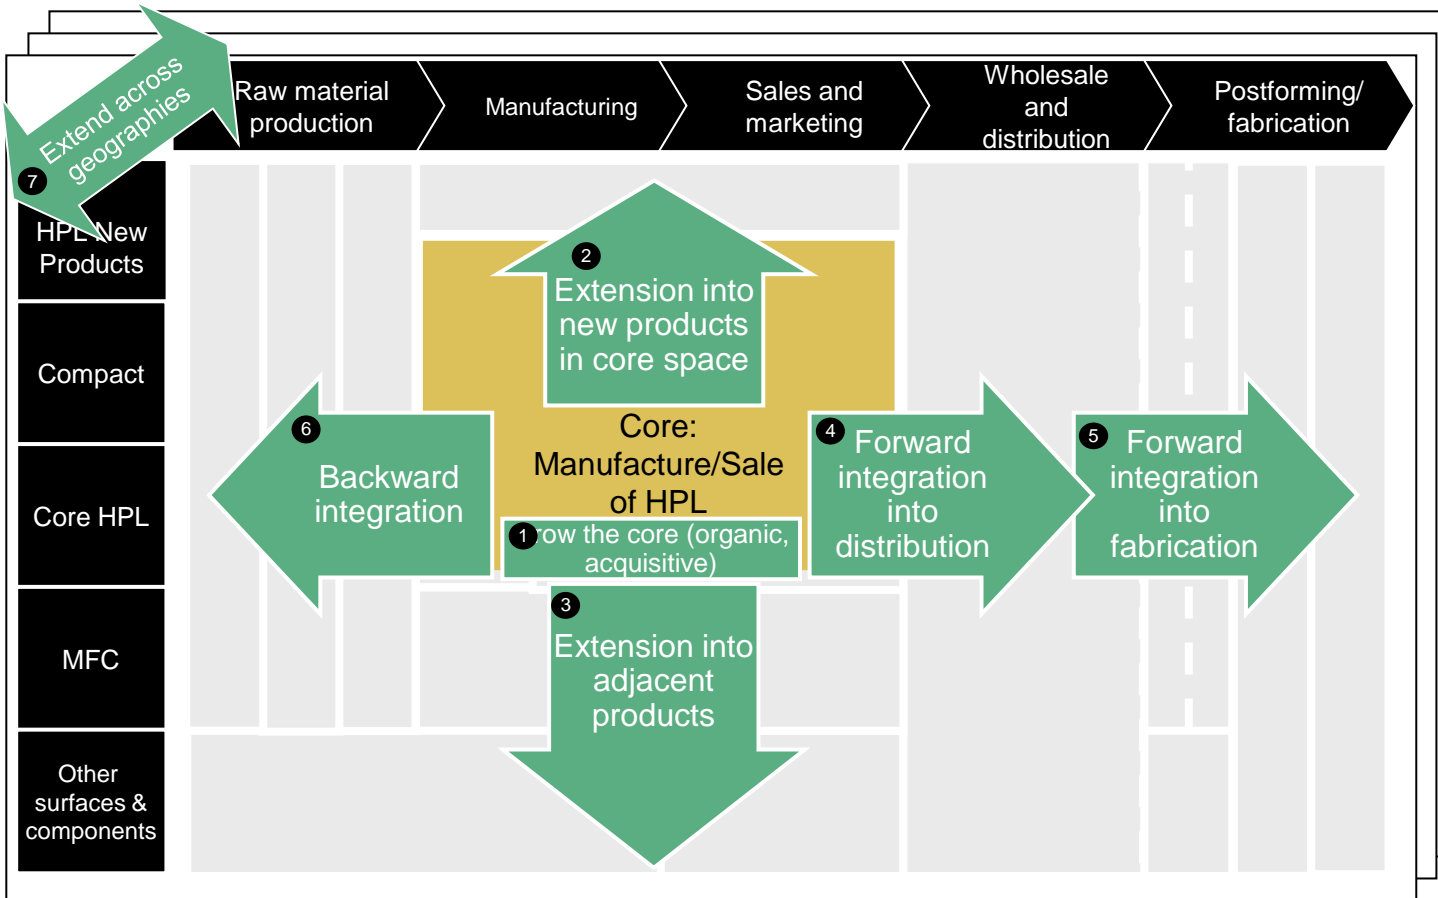 Extend across
geographies
7
Raw material
production
Manufacturing
Sales and
marketing
Wholesale
and
distribution
Postforming/
fabrication
HPL New
Products
Compact
Core HPL
MFC
Other
surfaces &
components
2
Extension into
new products
in core space
Core:
Manufacture/Sale
of HPL
1
row the core (organic,
acquisitive)
6
Backward
integration
4
Forward
integration
into
distribution
5
Forward
integration
into
fabrication
3
Extension into
adjacent
products